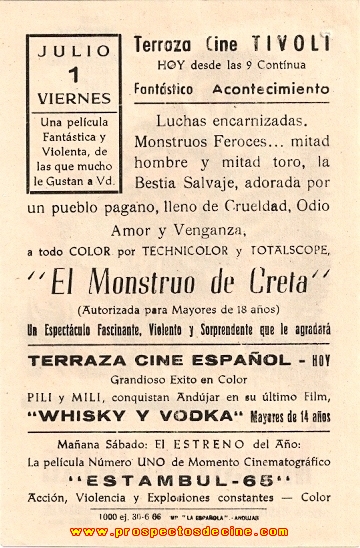 JULIO
1
VIERNES
Una película
Fantástica y
Violenta, de
las que mucho
le Gustan a Vd.
Terraza Cine TIVOLI
HOY desde las 9 Contínua
Fantástico Acontecimiento
Luchas encarnizadas.
Monstruos Feroces... mitad
hombre y mitad toro, la
Bestia Salvaje, adorada por
un pueblo pagano, lleno de Crueldad, Odio
Amor y Venganza,
a todo COLOR por TECHNICOLOR y TOTALSCOPE,
"El Monstruo de Creta"
(Autorizada para Mayores de 18 años)
Un Espectáculo Fascinante, Violento y Sorprendente que le agradará
TERRAZA CINE ESPAÑOL - HOY
Grandioso Exito en Color
PILI y MILI, conquistan Andújar en su último Film,
"WHISKY Y VODKA" Mayores de 14 años
Mañana Sábado: El ESTRENO del Año:
La película Número UNO de Momento Cinematográfico
"ESTAMBUL-65"
Acción, Violencia y Explosiones constantes — Color
1000 ej. 30-6 66 "LA ESPAÑOLA".-ANDUJAR
www.prospectosdecine.com